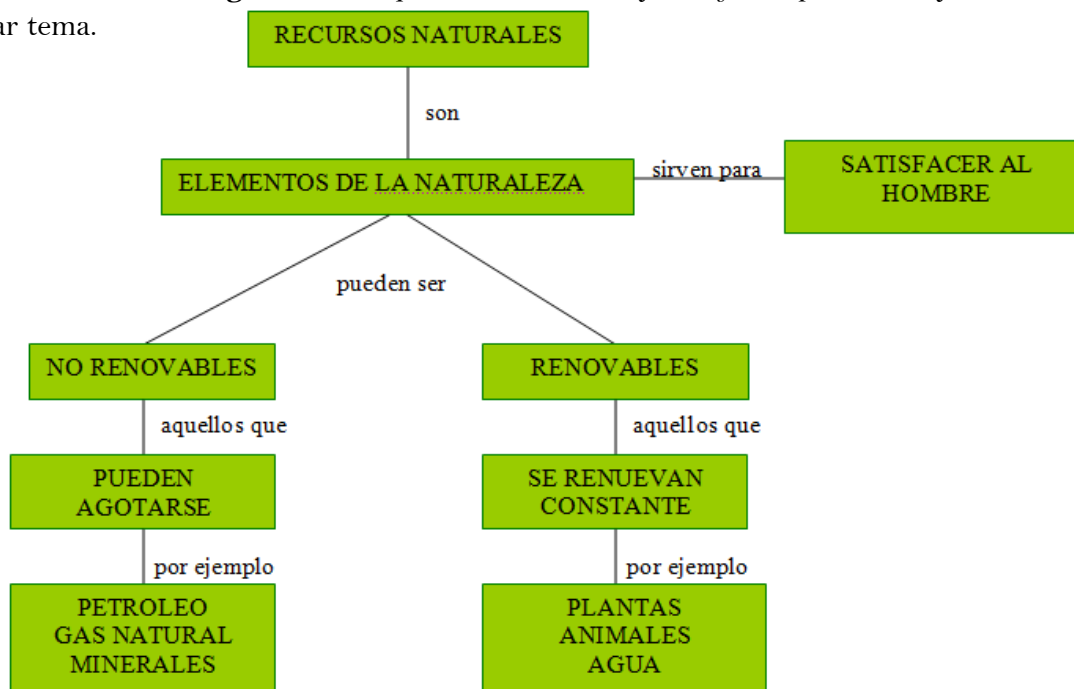 ar tema.
RECURSOS NATURALES
son
ELEMENTOS DE LA NATURALEZA
sirven para
SATISFACER AL
HOMBRE
pueden ser
NO RENOVABLES
RENOVABLES
aquellos que
aquellos que
PUEDEN
AGOTARSE
SE RENUEVAN
CONSTANTE
por ejemplo
por ejemplo
PETROLEO
GAS NATURAL
MINERALES
PLANTAS
ANIMALES
AGUA